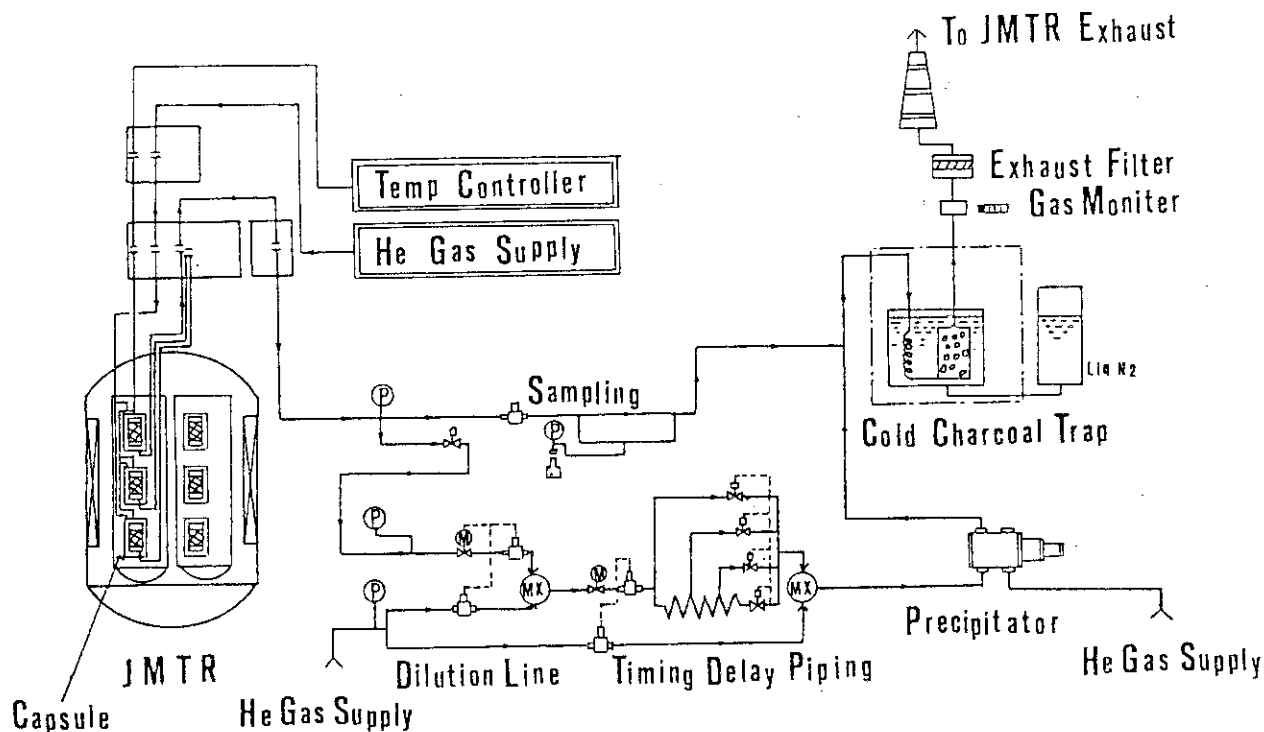 To JMTR Exhaust
Exhaust Filter
Gas Moniter
Temp Controller
He Gas Supply
Liq N2
P
Sampling
P
Cold Charcoal Trap
P
M
M
P
MX
MX
Precipitator
JMTR
Dilution Line
Timing Delay Piping
He Gas Supply
Capsule
He Gas Supply